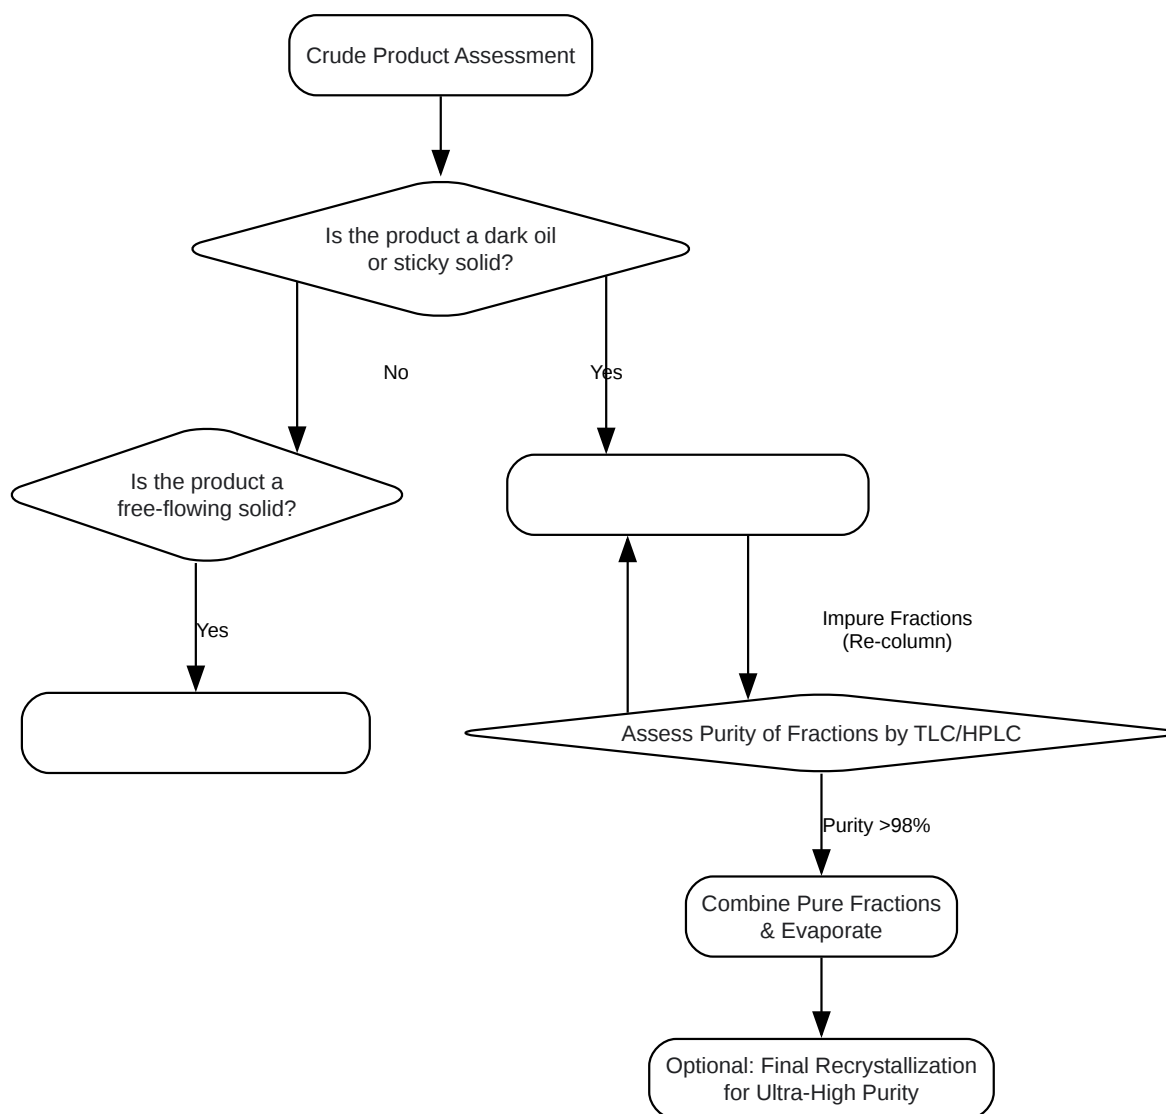 Crude Product Assessment
Is the product a dark oil
or sticky solid?
No
Yes
Is the product a
free-flowing solid?
Yes
Impure Fractions
(Re-column)
Assess Purity of Fractions by TLC/HPLC
Purity >98%
Combine Pure Fractions
& Evaporate
Optional: Final Recrystallization
for Ultra-High Purity